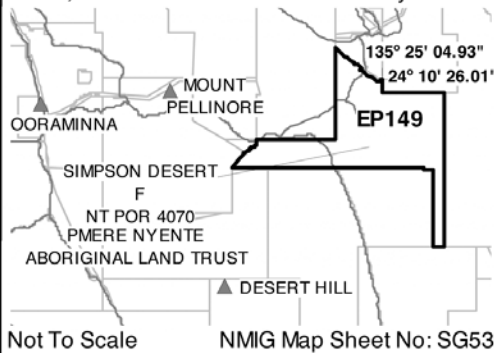 135° 25' 04.93"
24° 10' 26.01"
MOUNT
PELLINORE
OORAMINNA
EP149
SIMPSON DESERT
F
NT POR 4070
PMERE NYENTE
ABORIGINAL LAND TRUST
DESERT HILL
Not To Scale
NMIG Map Sheet No: SG53